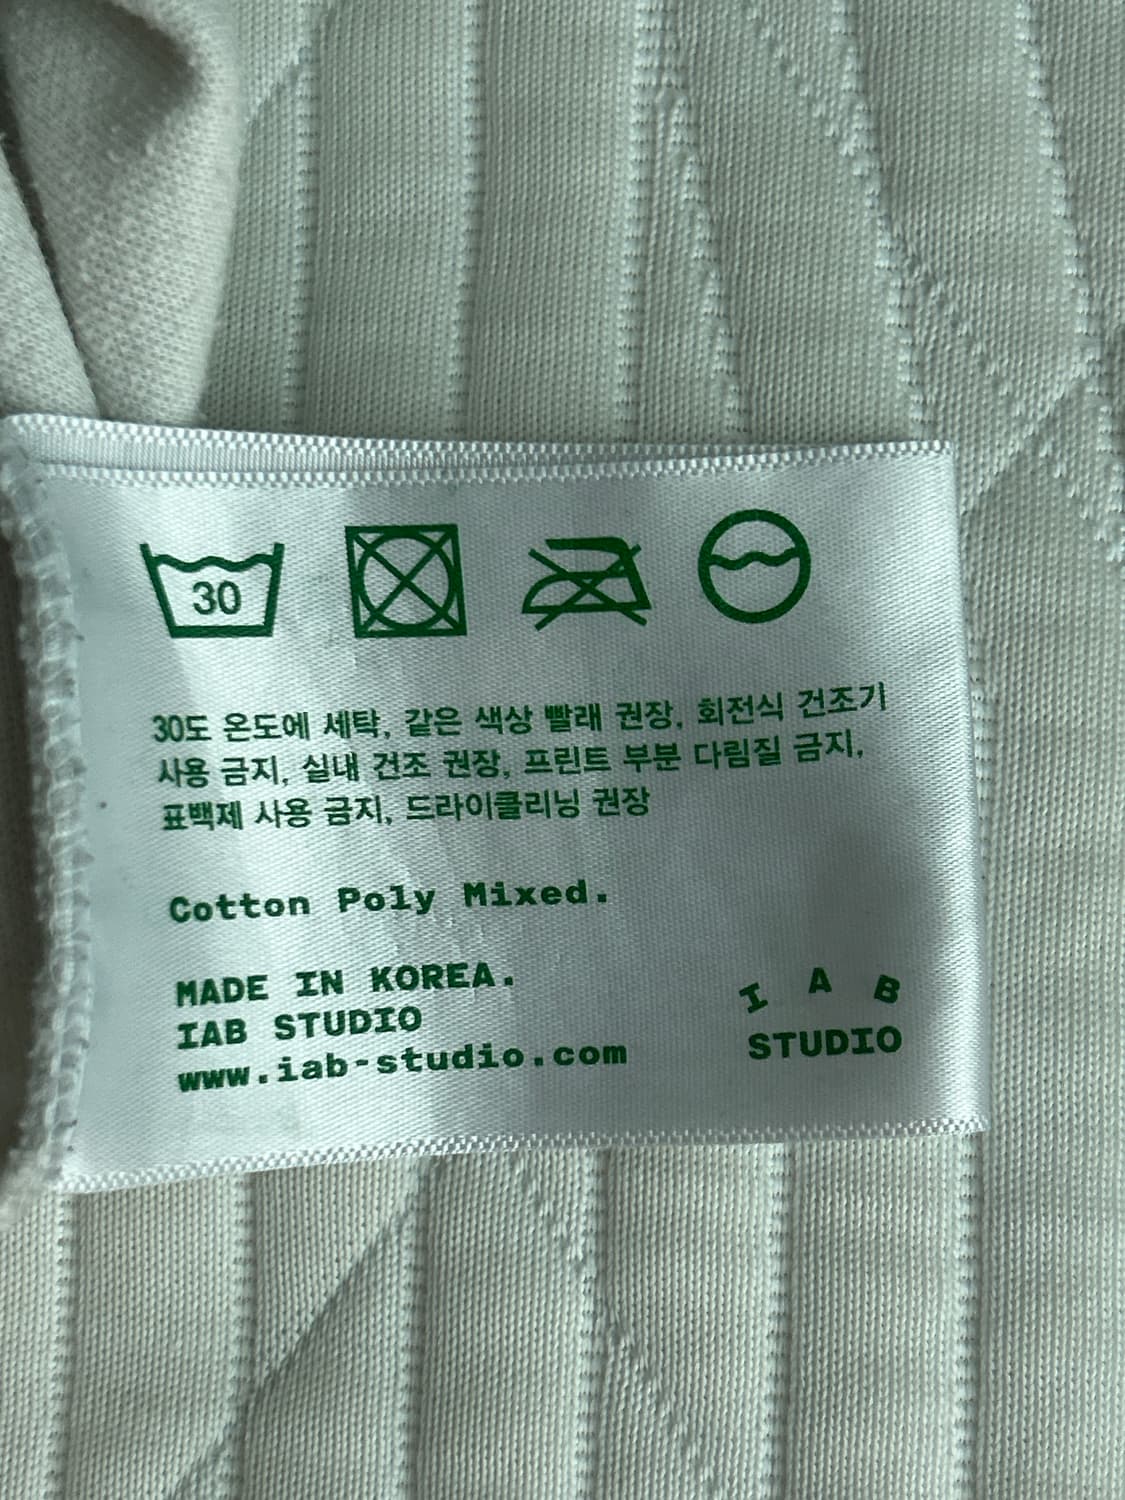 30
30도 온도에 세탁, 같은 색상 빨래 권장, 회전식 건조기
사용 금지, 실내 건조 권장, 프린트 부분 다림질 금지,
표백제 사용 금지, 드라이클리닝 권장
Cotton Poly Mixed.
MADE IN KOREA.
IAB STUDIO
www.iab-studio.com
I A B
STUDIO